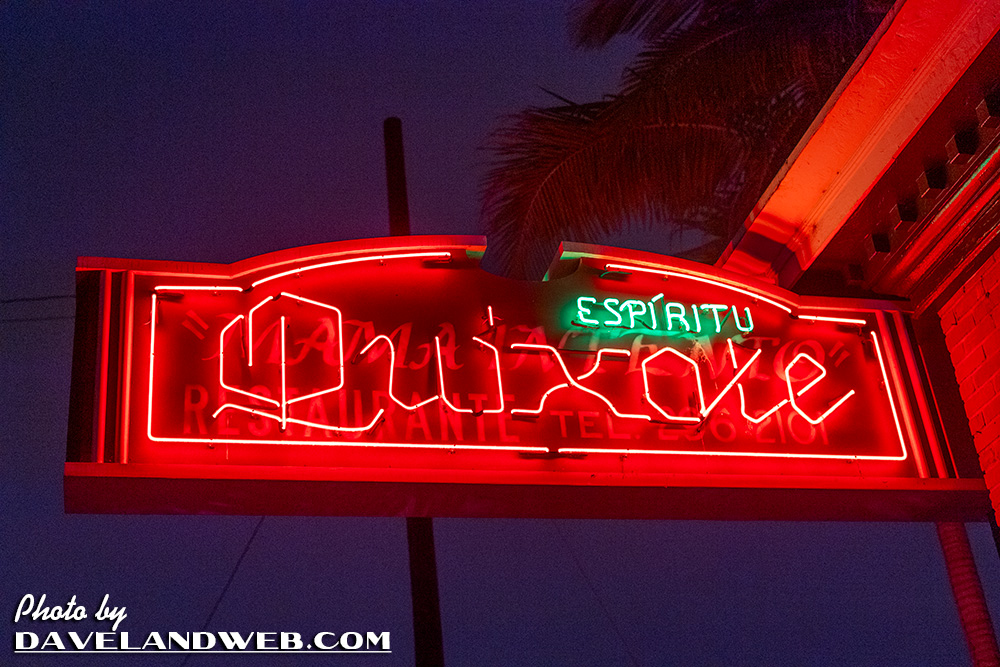 ESPÍRITU
Quixote
RESTAURANTE TEL.
Photo by
DAVELANDWEB.COM